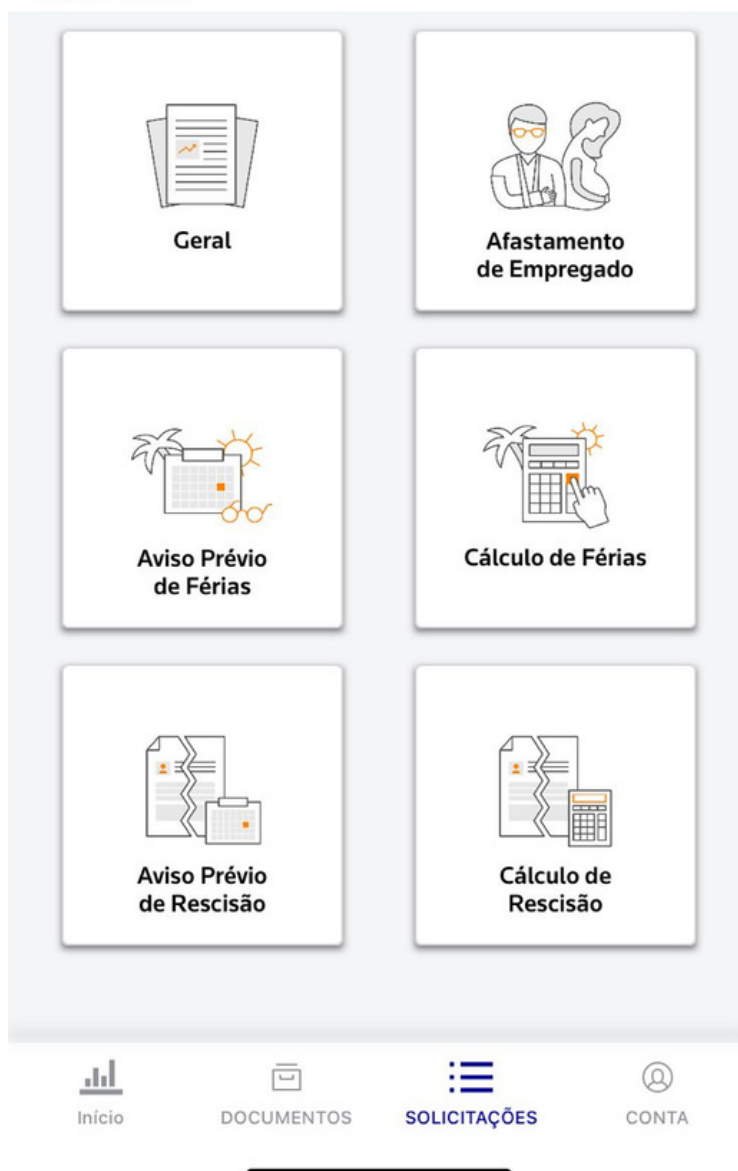 Geral
Afastamento
de Empregado
Aviso Prévio
de Férias
Cálculo de Férias
Aviso Prévio
de Rescisão
Cálculo de
Rescisão
Início
DOCUMENTOS
SOLICITAÇÕES
CONTA